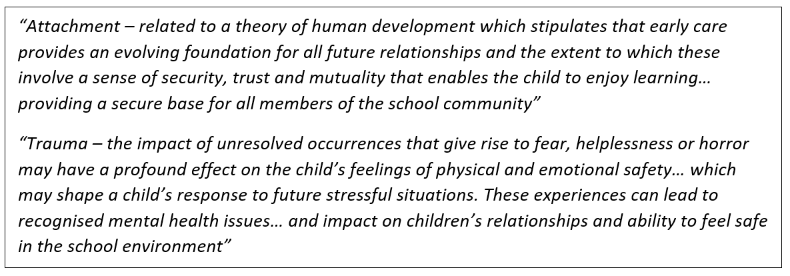 “Attachment – related to a theory of human development which stipulates that early care
provides an evolving foundation for all future relationships and the extent to which these
involve a sense of security, trust and mutuality that enables the child to enjoy learning…
providing a secure base for all members of the school community”
“Trauma – the impact of unresolved occurrences that give rise to fear, helplessness or horror
may have a profound effect on the child’s feelings of physical and emotional safety… which
may shape a child’s response to future stressful situations. These experiences can lead to
recognised mental health issues… and impact on children’s relationships and ability to feel safe
in the school environment”